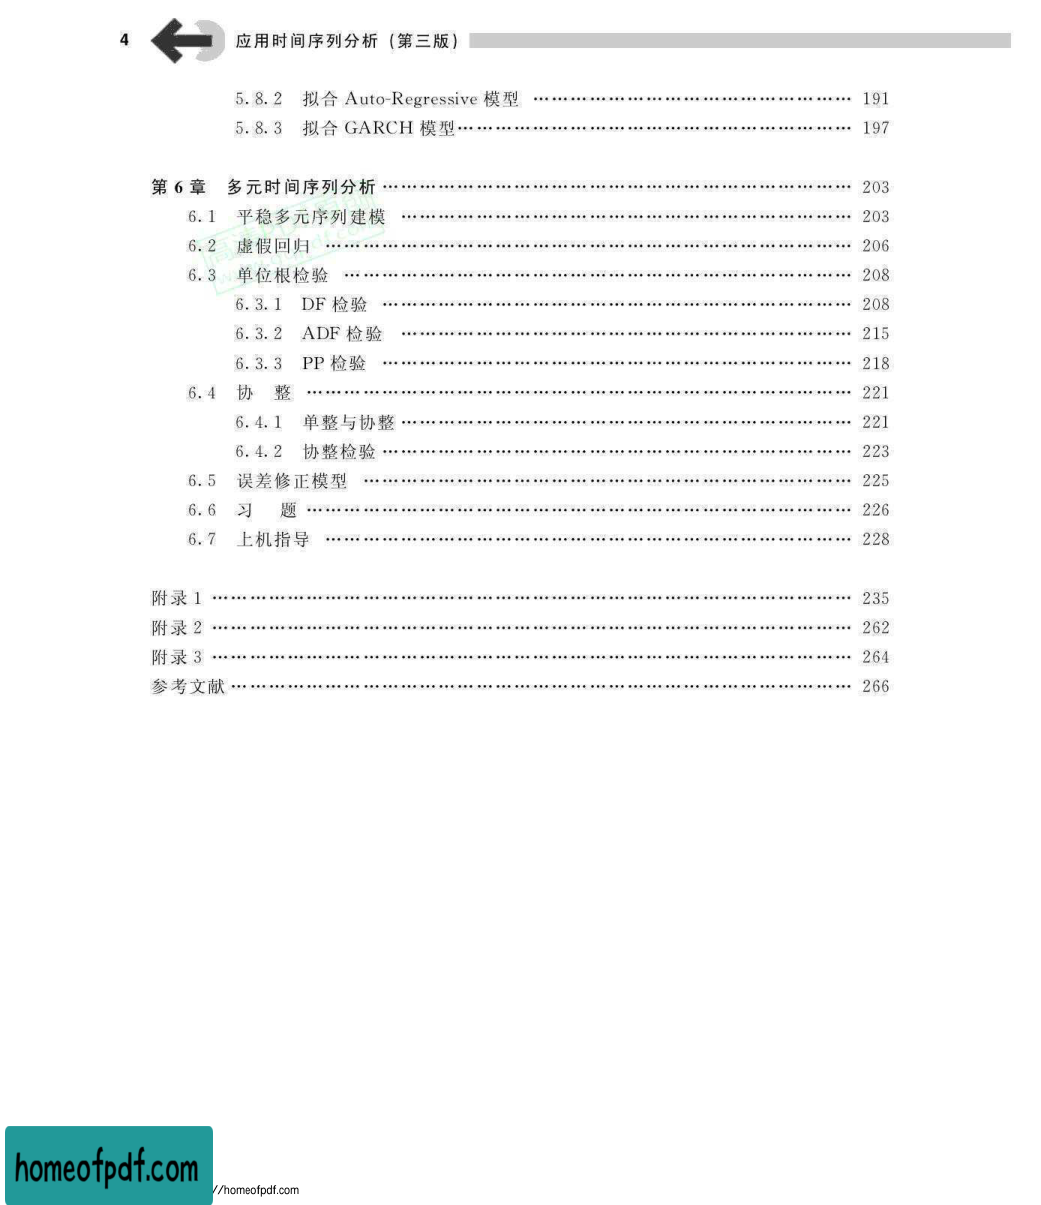 4 应用时间序列分析（第三版）
5.8.2 拟合 Auto-Regressive 模型 …………………………………………… 191
5.8.3 拟合 GARCH 模型……………………………………………………… 197
第 6 章 多元时间序列分析 ………………………………………………………………… 203
6.1 平稳多元序列建模 ……………………………………………………………… 203
6.2 虚假回归 ………………………………………………………………………… 206
6.3 单位根检验 ……………………………………………………………………… 208
6.3.1 DF 检验 ………………………………………………………………… 208
6.3.2 ADF 检验 ……………………………………………………………… 215
6.3.3 PP 检验 ………………………………………………………………… 218
6.4 协 整 …………………………………………………………………………… 221
6.4.1 单整与协整 ……………………………………………………………… 221
6.4.2 协整检验 ………………………………………………………………… 223
6.5 误差修正模型 …………………………………………………………………… 225
6.6 习 题 …………………………………………………………………………… 226
6.7 上机指导 ………………………………………………………………………… 228
附录 1 ………………………………………………………………………………………… 235
附录 2 ………………………………………………………………………………………… 262
附录 3 ………………………………………………………………………………………… 264
参考文献 ……………………………………………………………………………………… 266
homeofpdf.com
//homeofpdf.com